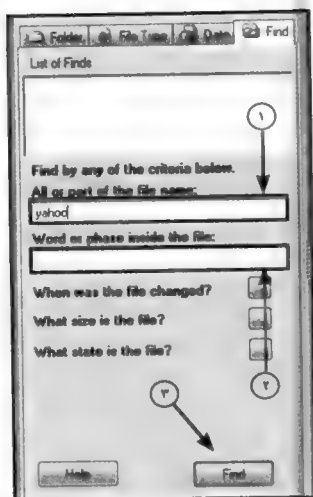 Folder File Type Date Find
List of Finds
١
Find by any of the criteria below.
All or part of the file name:
yahoo
Word or phase inside the file:
When was the file changed?
What size is the file?
What state is the file?
٢
٣
Help Find